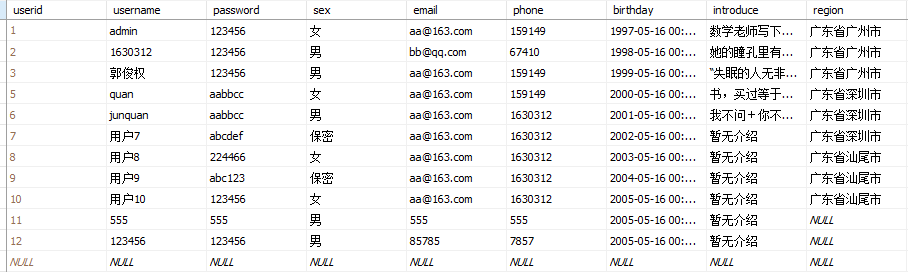 userid username password sex email phone birthday introduce region
1 admin 123456 女 aa@163.com 159149 1997-05-16 00:... 数学老师写下... 广东省广州市
2 1630312 123456 男 bb@qq.com 67410 1998-05-16 00:... 她的瞳孔里有... 广东省广州市
3 郭俊权 123456 男 aa@163.com 159149 1999-05-16 00:... “失眠的人无非... 广东省广州市
5 quan aabbcc 女 aa@163.com 159149 2000-05-16 00:... 书，买过等于... 广东省深圳市
6 junquan aabbcc 男 aa@163.com 1630312 2001-05-16 00:... 我不问＋你不... 广东省深圳市
7 用户7 abcdef 保密 aa@163.com 1630312 2002-05-16 00:... 暂无介绍 广东省深圳市
8 用户8 224466 女 aa@163.com 1630312 2003-05-16 00:... 暂无介绍 广东省汕尾市
9 用户9 abc123 保密 aa@163.com 1630312 2004-05-16 00:... 暂无介绍 广东省汕尾市
10 用户10 123456 女 aa@163.com 1630312 2005-05-16 00:... 暂无介绍 广东省汕尾市
11 555 555 男 555 555 2005-05-16 00:... 暂无介绍 NULL
12 123456 123456 男 85785 7857 2005-05-16 00:... 暂无介绍 NULL
NULL NULL NULL NULL NULL NULL NULL NULL NULL